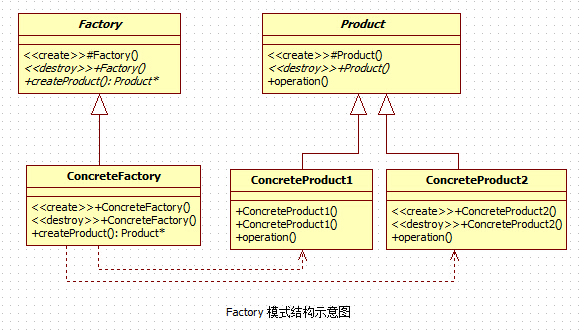 Factory
<<create>>#Factory()
<<destroy>>+Factory()
+createProduct(): Product*
Product
<<create>>#Product()
<<destroy>>+Product()
+operation()
ConcreteFactory
<<create>>+ConcreteFactory()
<<destroy>>+ConcreteFactory()
+createProduct(): Product*
ConcreteProduct1
+ConcreteProduct1()
+ConcreteProduct1()
+operation()
ConcreteProduct2
<<create>>+ConcreteProduct2()
<<destroy>>+ConcreteProduct2()
+operation()
Factory 模式结构示意图